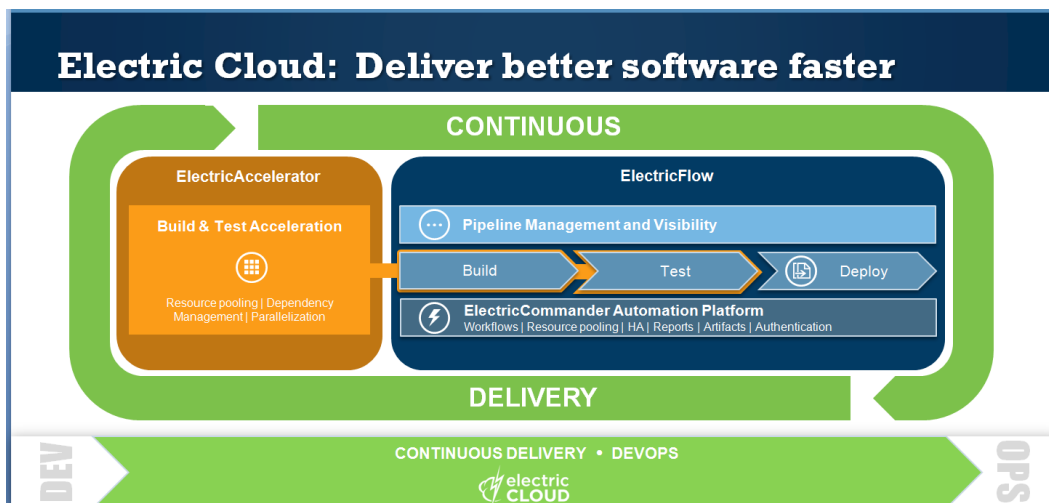 Electric Cloud: Deliver better software faster
CONTINUOUS
ElectricAccelerator
Build & Test Acceleration
Resource pooling | Dependency
Management | Parallelization
ElectricFlow
Pipeline Management and Visibility
Build
Test
Deploy
ElectricCommander Automation Platform
Workflows | Resource pooling | HA | Reports | Artifacts | Authentication
DELIVERY
DEV
CONTINUOUS DELIVERY • DEVOPS
electric
CLOUD
OPS